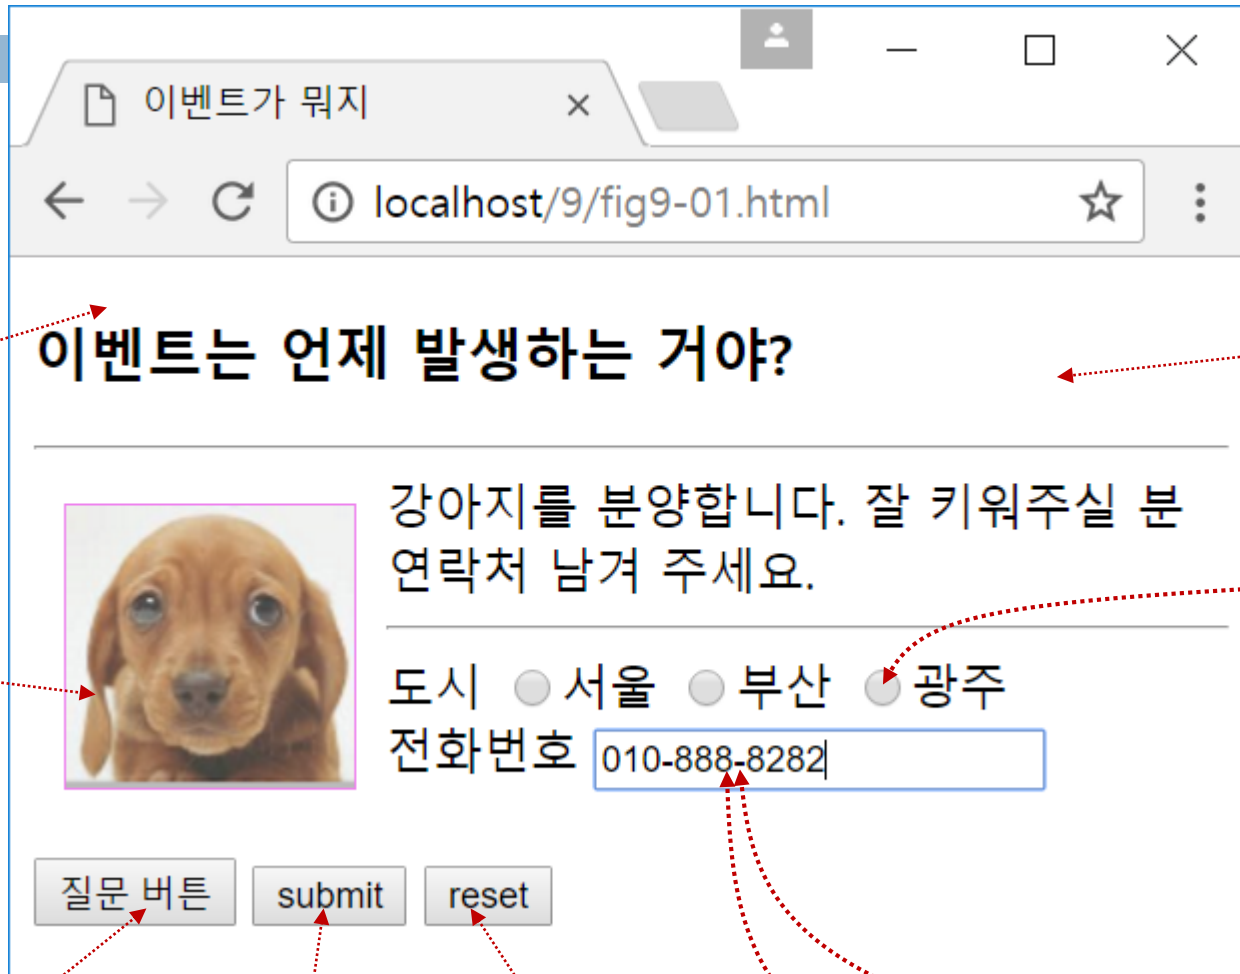 이벤트가 뭐지
localhost/9/fig9-01.html
이벤트는 언제 발생하는 거야?
강아지를 분양합니다. 잘 키워주실 분
연락처 남겨 주세요.
도시 서울 부산 광주
전화번호 010-888-8282
질문 버튼 submit reset